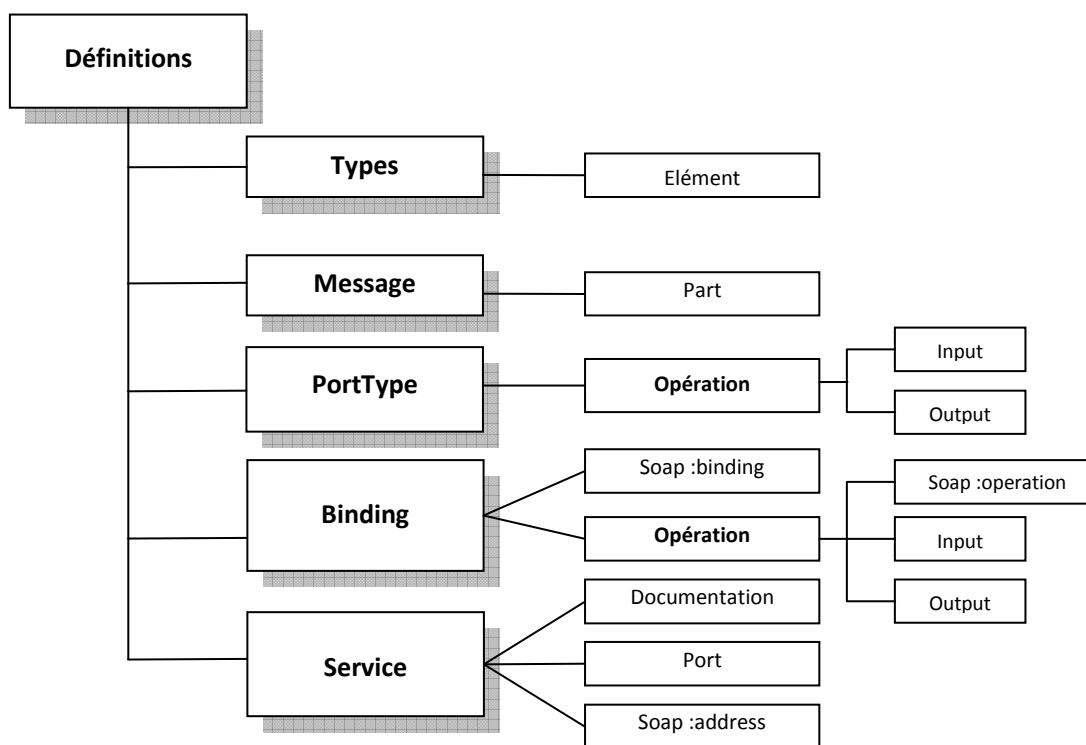 Définitions
Types
Elément
Message
Part
PortType
Opération
Input
Output
Binding
Soap :binding
Opération
Soap :operation
Input
Output
Service
Documentation
Port
Soap :address